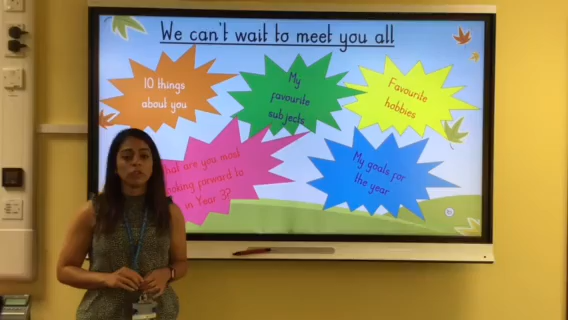 We can't wait to meet you all
10 things
about you
My
favourite
subjects
Favourite
hobbies
hat are you most
looking forward to
in Year 3?
My goals for
the year